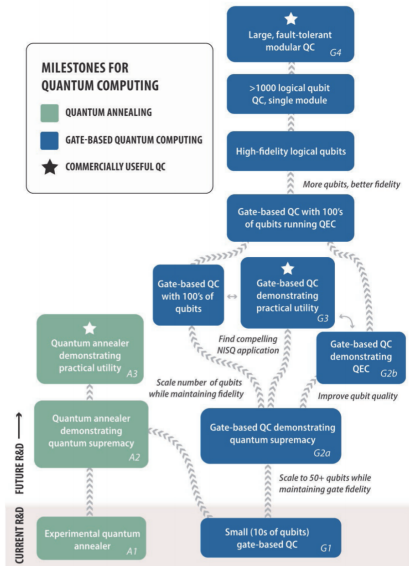 Large, fault-tolerant
modular QC
G4
MILESTONES FOR
QUANTUM COMPUTING
QUANTUM ANNEALING
GATE-BASED QUANTUM COMPUTING
COMMERCIALLY USEFUL QC
>1000 logical qubit
QC, single module
High-fidelity logical qubits
More qubits, better fidelity
Gate-based QC with 100's
of qubits running QEC
Gate-based QC
with 100's of
qubits
Gate-based QC
demonstrating
practical utility
G3
Quantum annealer
demonstrating
practical utility
A3
Find compelling
NISQ application
Gate-based QC
demonstrating
QEC
G2b
Scale number of qubits
while maintaining fidelity
Improve qubit quality
Quantum annealer
demonstrating
quantum supremacy
A2
Gate-based QC demonstrating
quantum supremacy
G2a
Scale to 50+ qubits while
maintaining gate fidelity
FUTURE R&D
CURRENT R&D
Experimental quantum
annealer
A1
Small (10s of qubits)
gate-based QC
G1